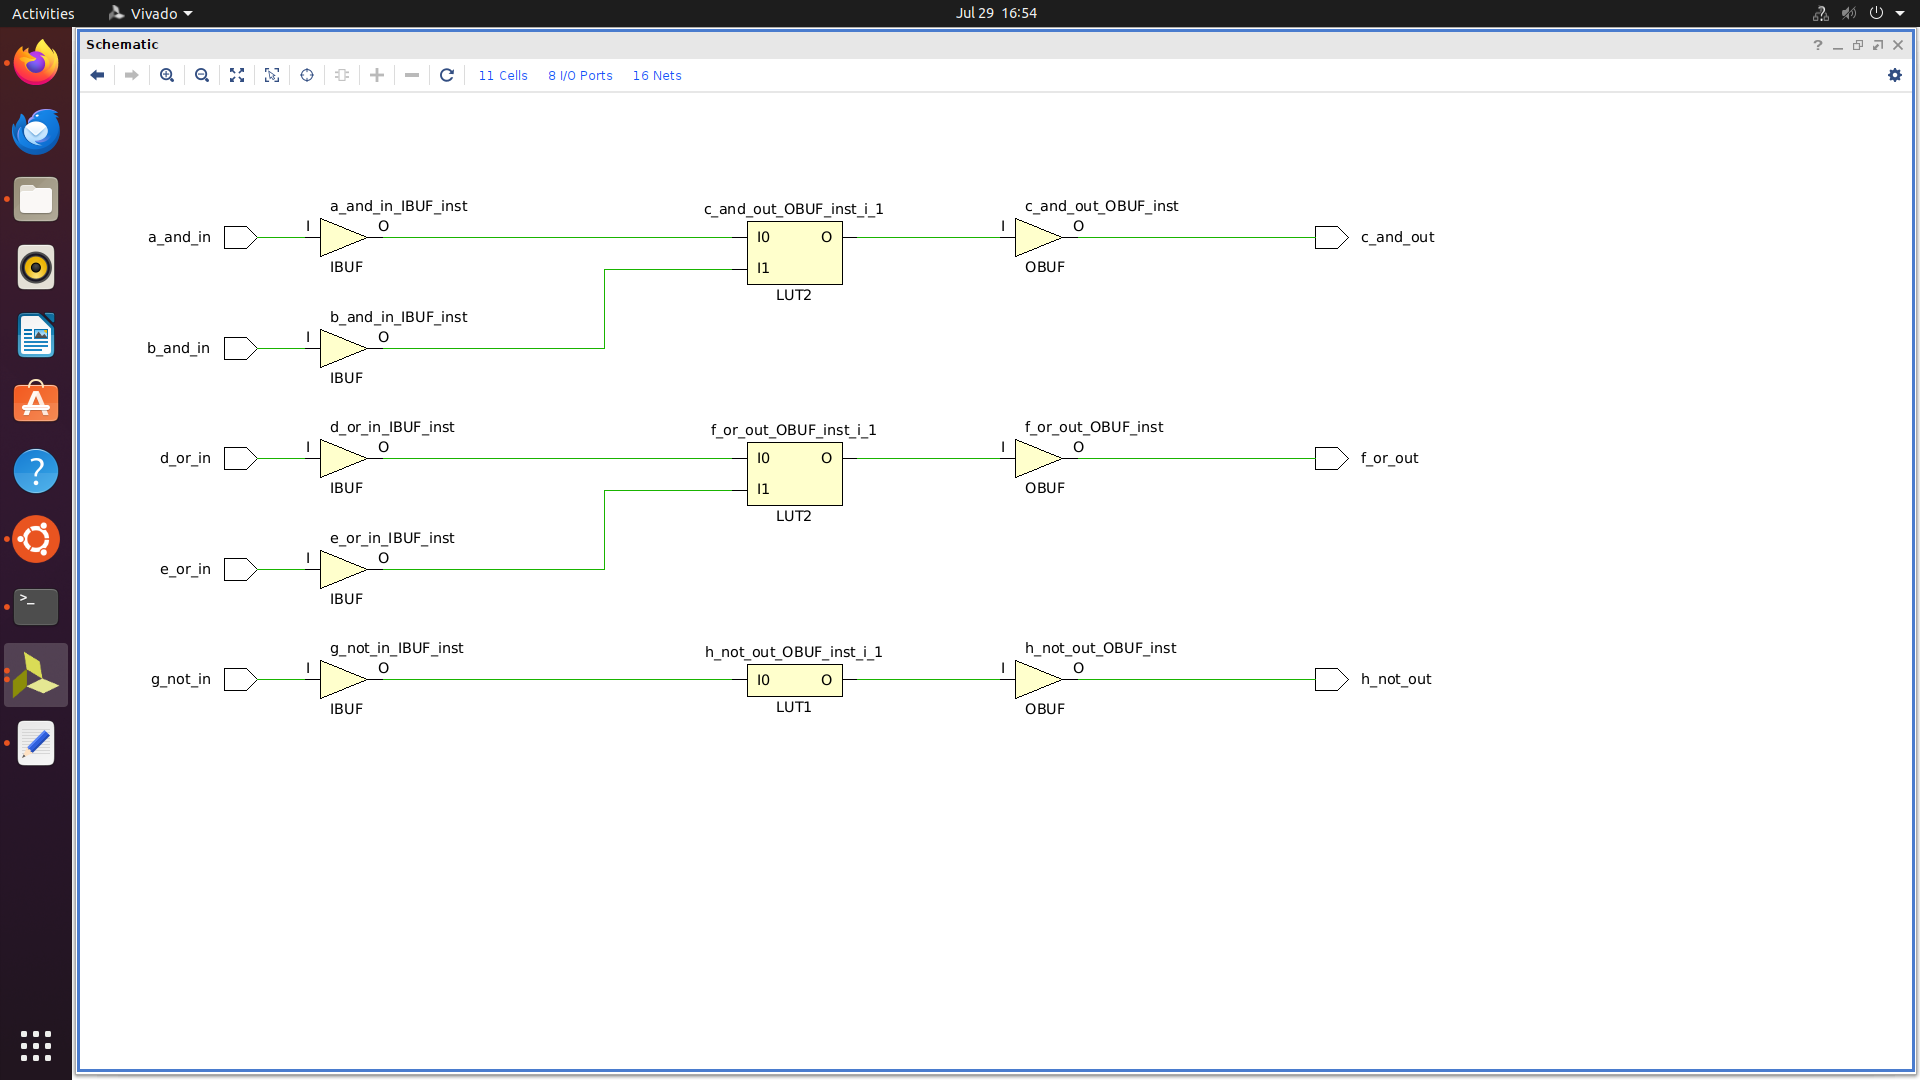 Activities Vivado Jul 29 16:54
Schematic
11 Cells 8 I/O Ports 16 Nets
a_and_in_IBUF_inst c_and_out_OBUF_inst_i_1 c_and_out_OBUF_inst
a_and_in I O I0 O I O c_and_out
I1
IBUF LUT2 OBUF
b_and_in_IBUF_inst
b_and_in I O
IBUF
d_or_in_IBUF_inst f_or_out_OBUF_inst_i_1 f_or_out_OBUF_inst
d_or_in I O I0 O I O f_or_out
I1
IBUF LUT2 OBUF
e_or_in_IBUF_inst
e_or_in I O
IBUF
g_not_in_IBUF_inst h_not_out_OBUF_inst_i_1 h_not_out_OBUF_inst
g_not_in I O I0 O I O h_not_out
IBUF LUT1 OBUF